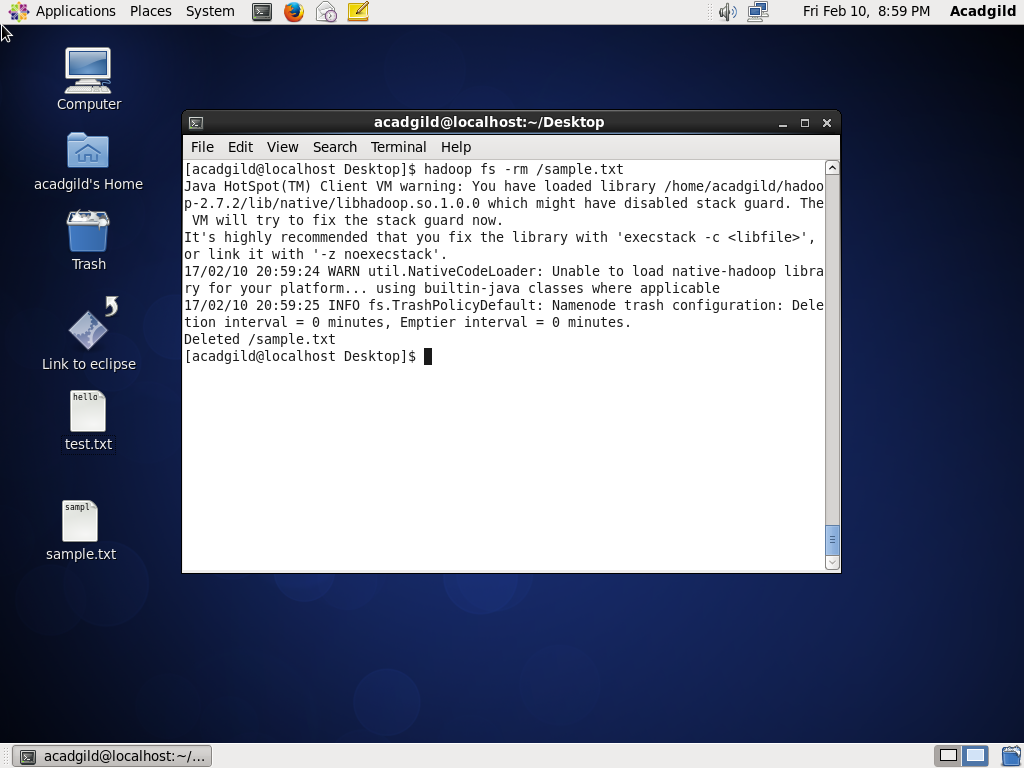 Applications Places System
Fri Feb 10, 8:59 PM Acadgild
Computer
acadgild's Home
Trash
Link to eclipse
hello
test.txt
sampl
sample.txt
acadgild@localhost:~/Desktop
File Edit View Search Terminal Help
[acadgild@localhost Desktop]$ hadoop fs -rm /sample.txt
Java HotSpot(TM) Client VM warning: You have loaded library /home/acadgild/hadoo
p-2.7.2/lib/native/libhadoop.so.1.0.0 which might have disabled stack guard. The
 VM will try to fix the stack guard now.
It's highly recommended that you fix the library with 'execstack -c <libfile>',
or link it with '-z noexecstack'.
17/02/10 20:59:24 WARN util.NativeCodeLoader: Unable to load native-hadoop libra
ry for your platform... using builtin-java classes where applicable
17/02/10 20:59:25 INFO fs.TrashPolicyDefault: Namenode trash configuration: Dele
tion interval = 0 minutes, Emptier interval = 0 minutes.
Deleted /sample.txt
[acadgild@localhost Desktop]$
acadgild@localhost:~/...